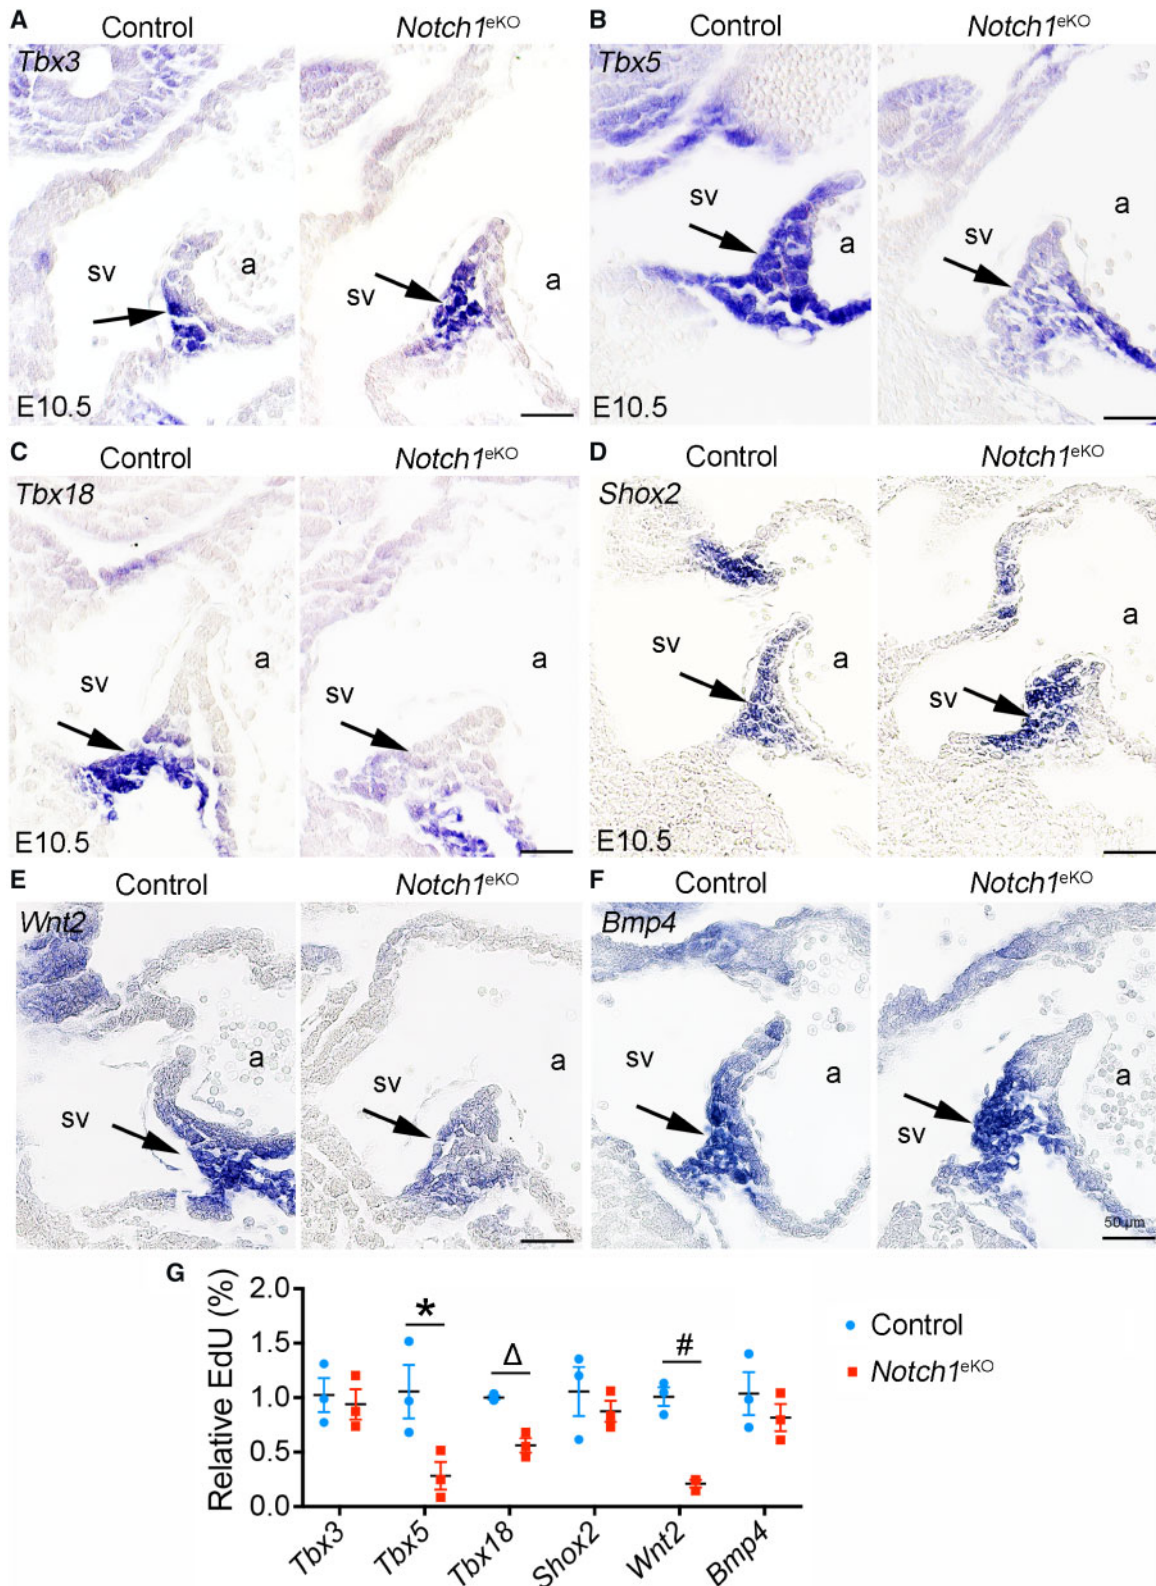 A Control Notch1eKO
Tbx3
sv a sv a
E10.5
B Control Notch1eKO
Tbx5
sv a sv a
E10.5
C Control Notch1eKO
Tbx18
sv a sv a
E10.5
D Control Notch1eKO
Shox2
sv a sv a
E10.5
E Control Notch1eKO
Wnt2
sv a sv a
F Control Notch1eKO
Bmp4
sv a sv a
50 µm
G
Relative EdU (%)
2.0
1.5
1.0
0.5
0.0
* Δ #
Tbx3 Tbx5 Tbx18 Shox2 Wnt2 Bmp4
Control
Notch1eKO